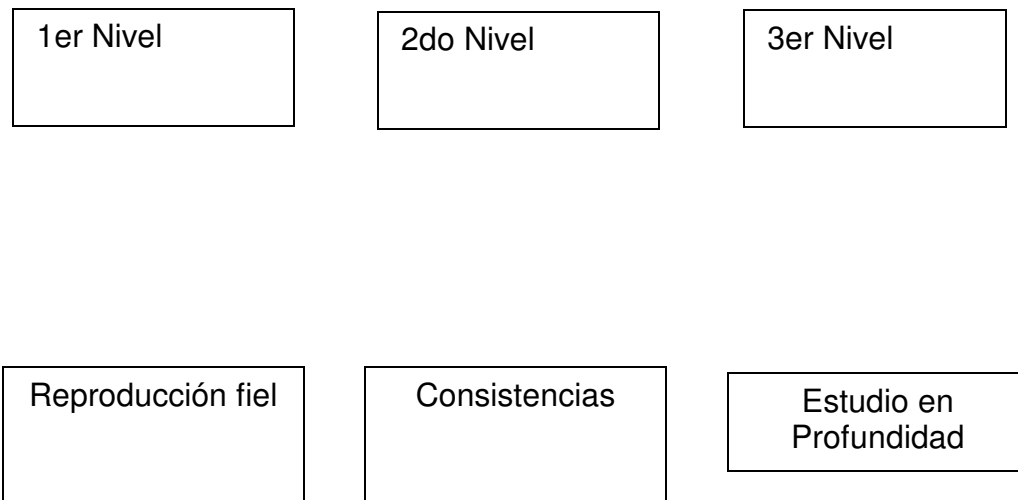 1er Nivel
2do Nivel
3er Nivel
Reproducción fiel
Consistencias
Estudio en
Profundidad